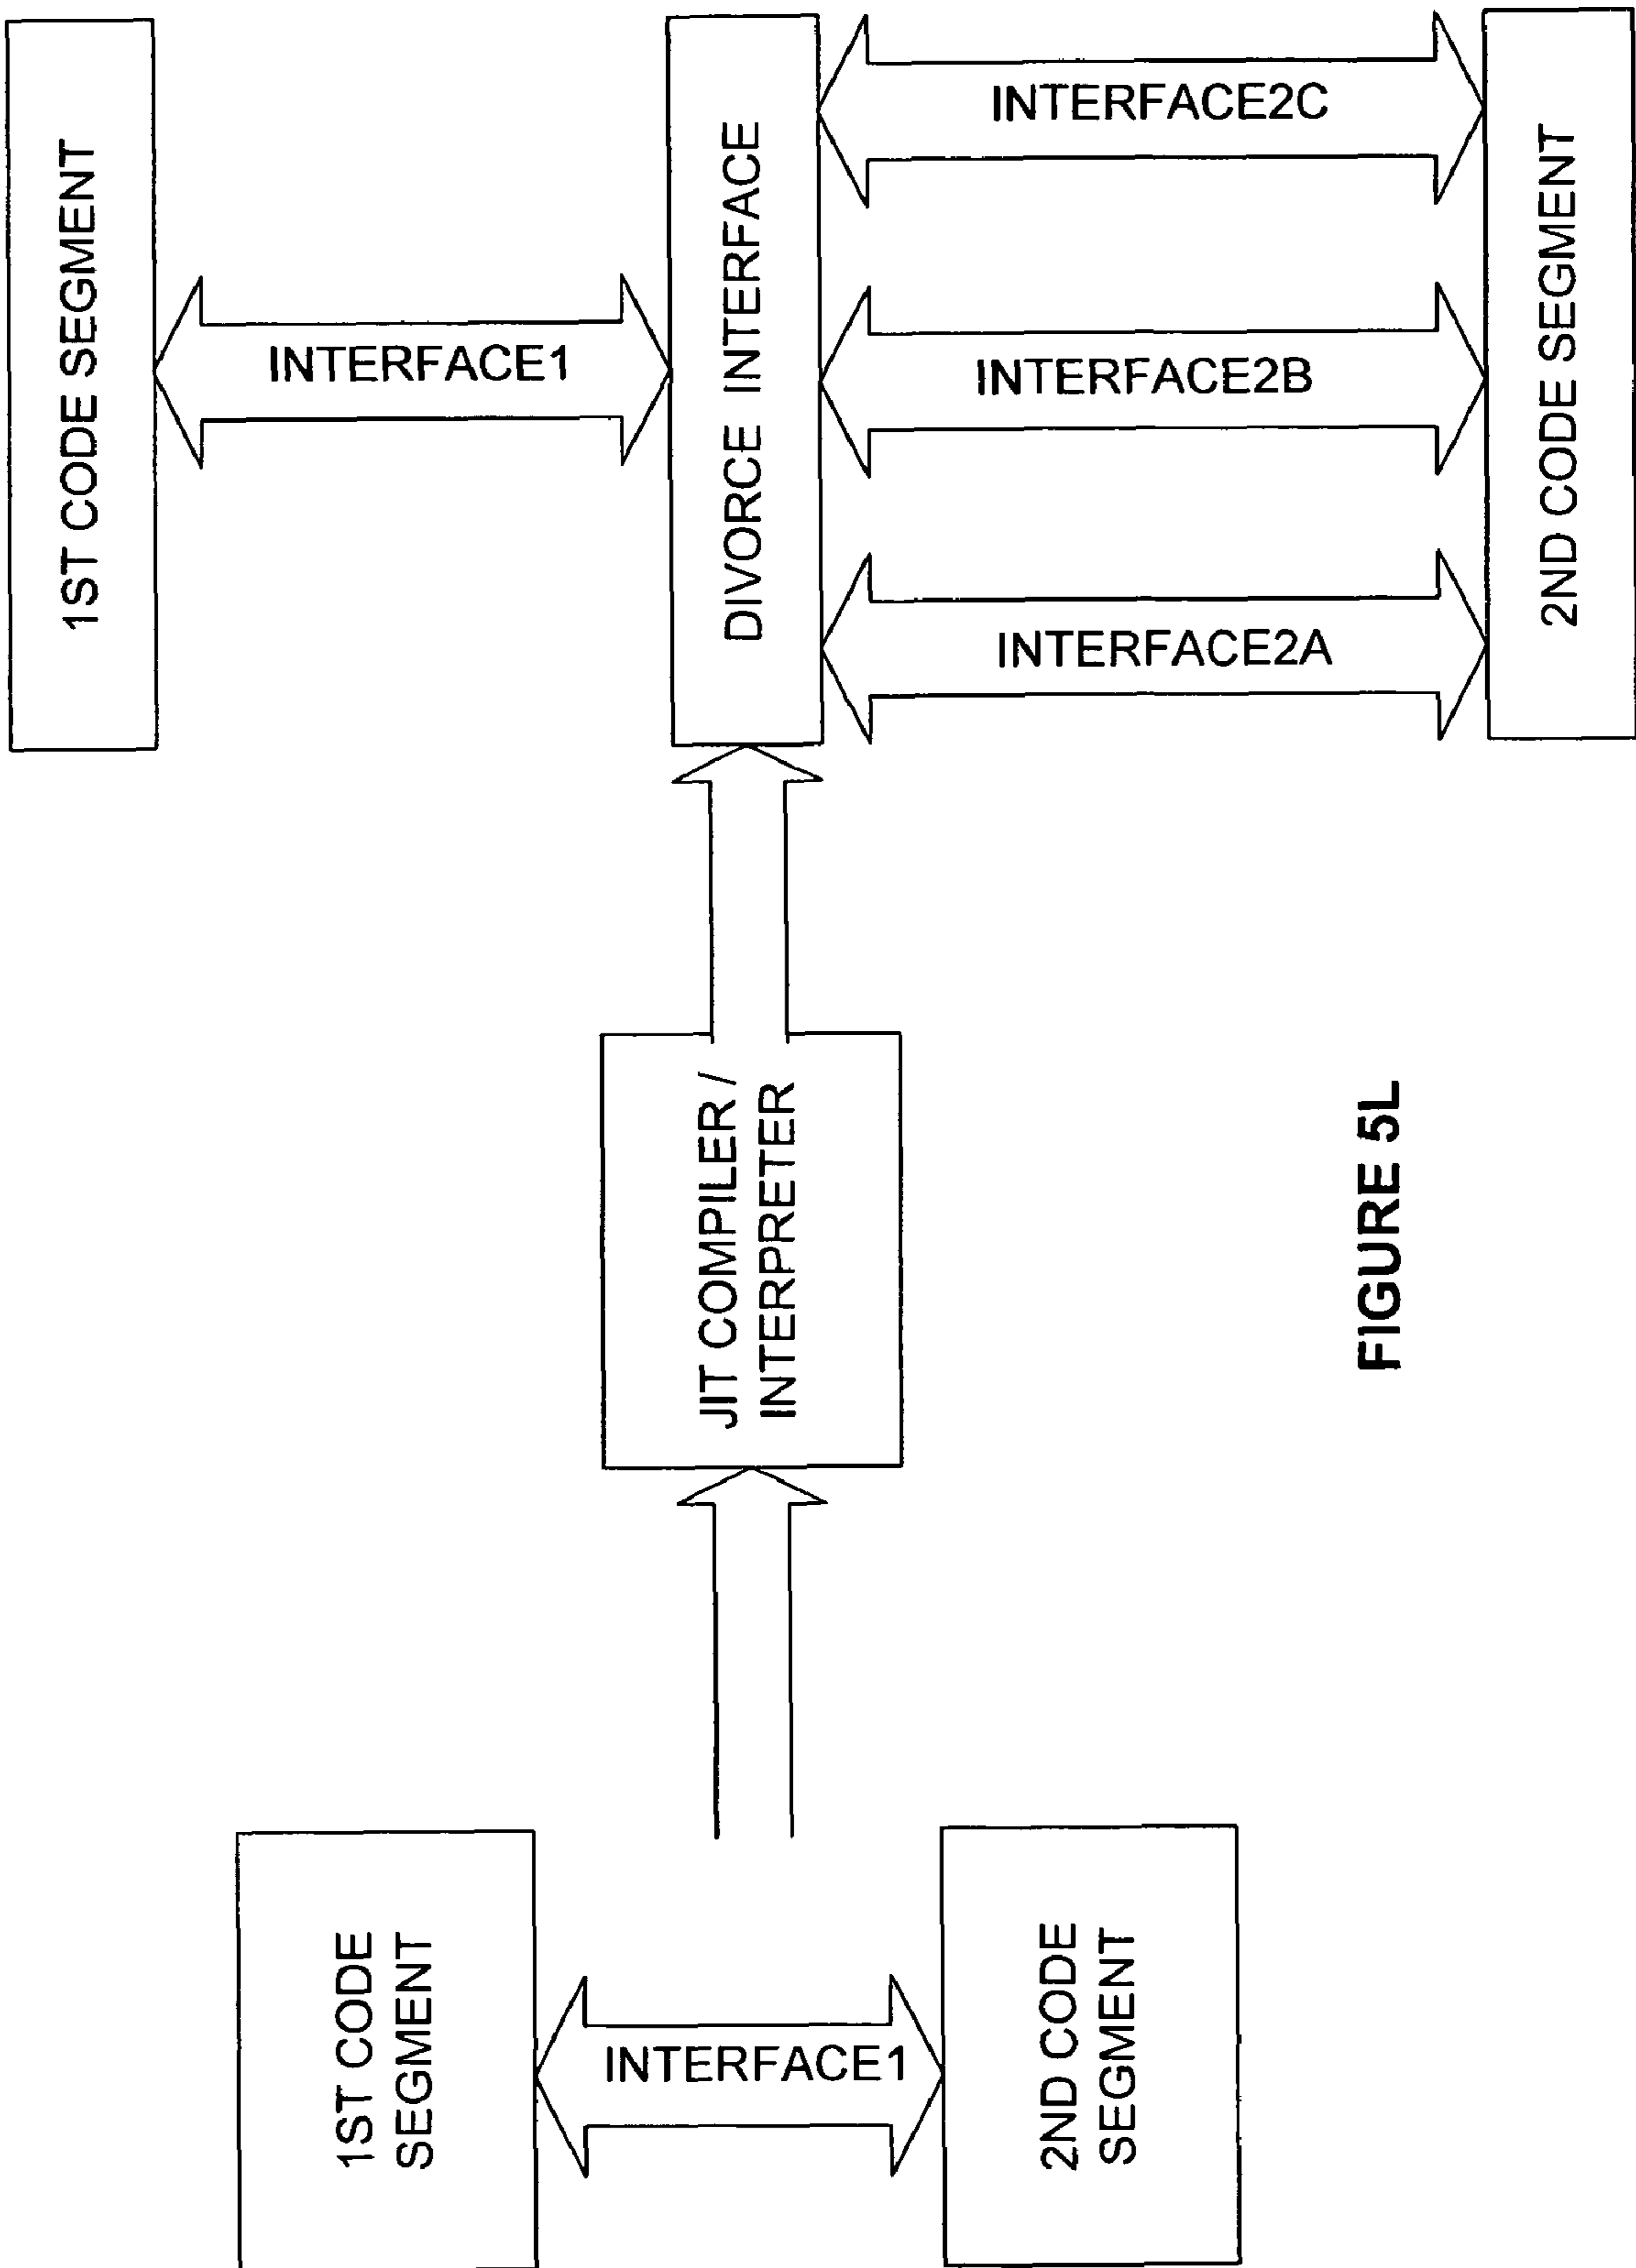 1ST CODE
SEGMENT
INTERFACE1
2ND CODE
SEGMENT
JIT COMPILER /
INTERPRETER
1ST CODE SEGMENT
INTERFACE1
DIVORCE INTERFACE
INTERFACE2A
INTERFACE2B
INTERFACE2C
2ND CODE SEGMENT
FIGURE 5L